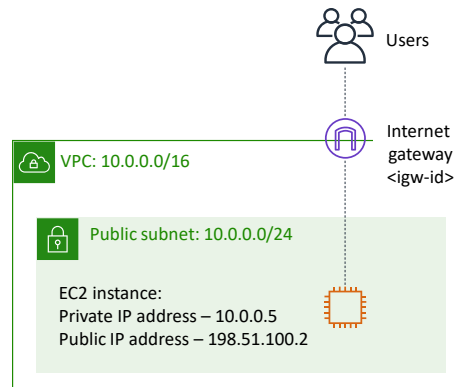 Users
Internet
gateway
<igw-id>
VPC: 10.0.0.0/16
Public subnet: 10.0.0.0/24
EC2 instance:
Private IP address – 10.0.0.5
Public IP address – 198.51.100.2